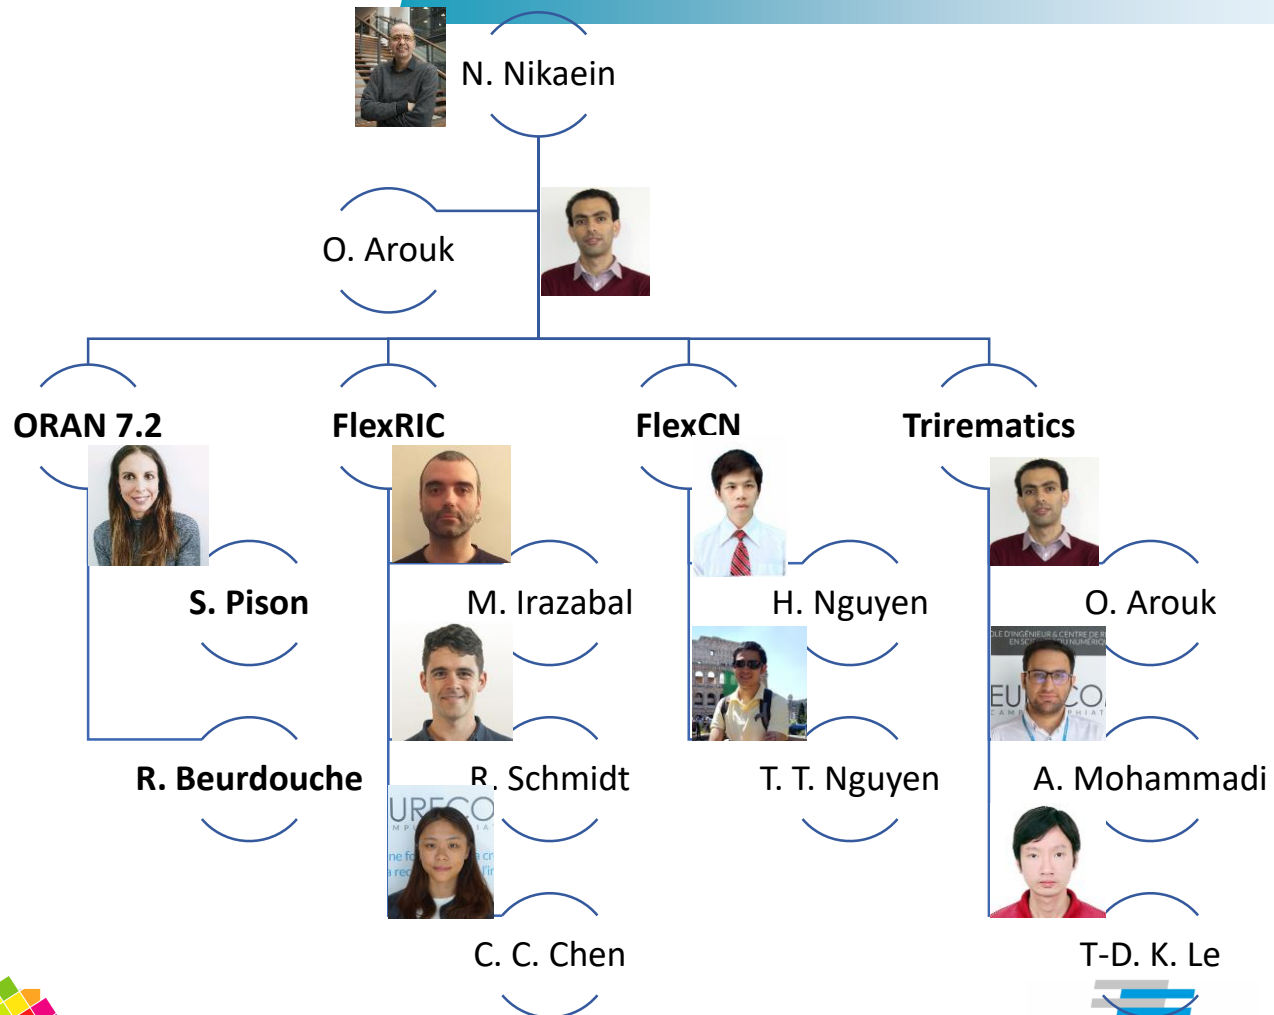 N. Nikaein
O. Arouk
ORAN 7.2
FlexRIC
FlexCN
Trirematics
S. Pison
M. Irazabal
H. Nguyen
O. Arouk
R. Beurdouche
R. Schmidt
T. T. Nguyen
A. Mohammadi
C. C. Chen
T-D. K. Le